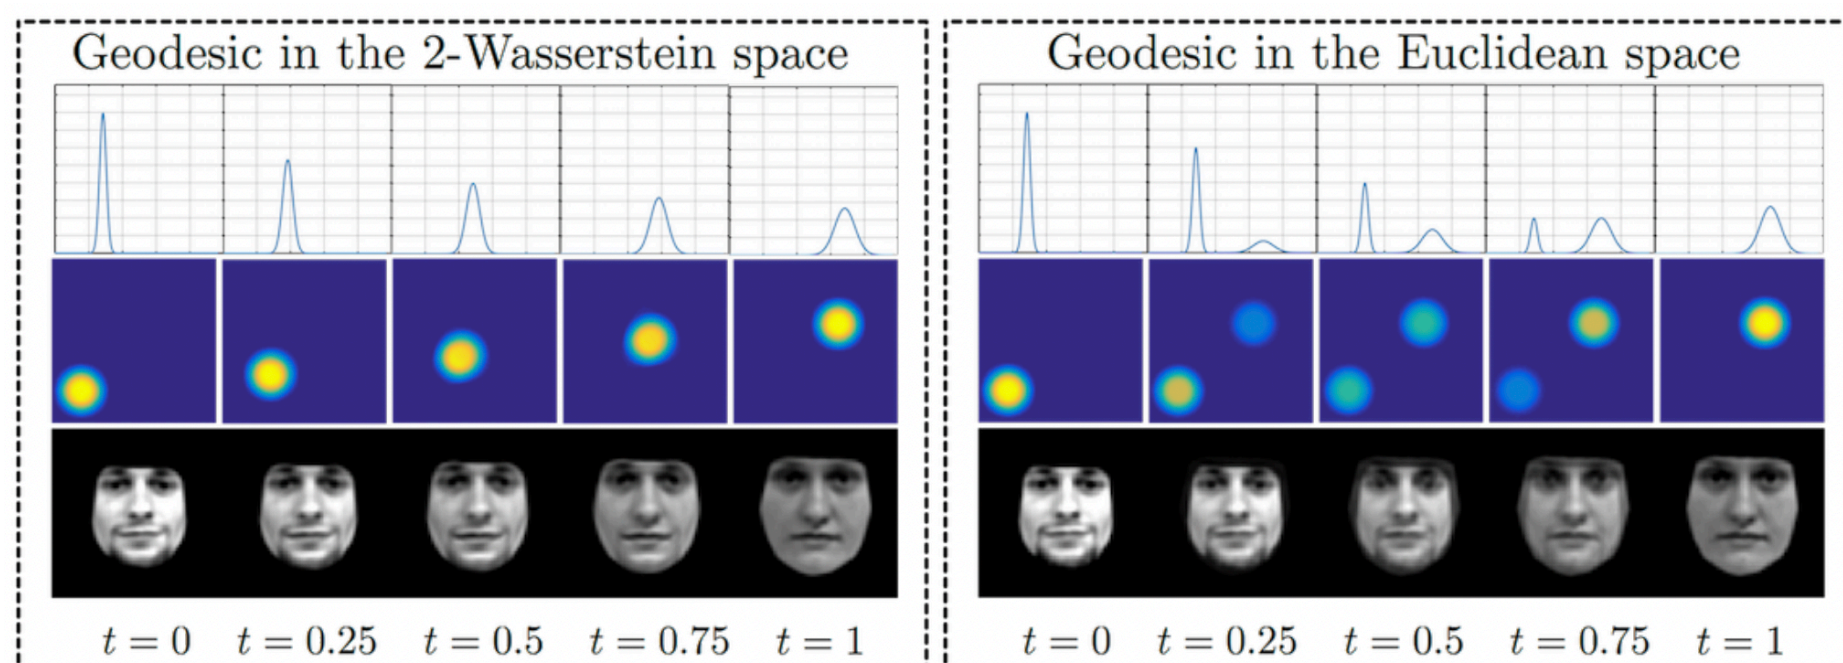 Geodesic in the 2-Wasserstein space
t = 0 t = 0.25 t = 0.5 t = 0.75 t = 1
Geodesic in the Euclidean space
t = 0 t = 0.25 t = 0.5 t = 0.75 t = 1